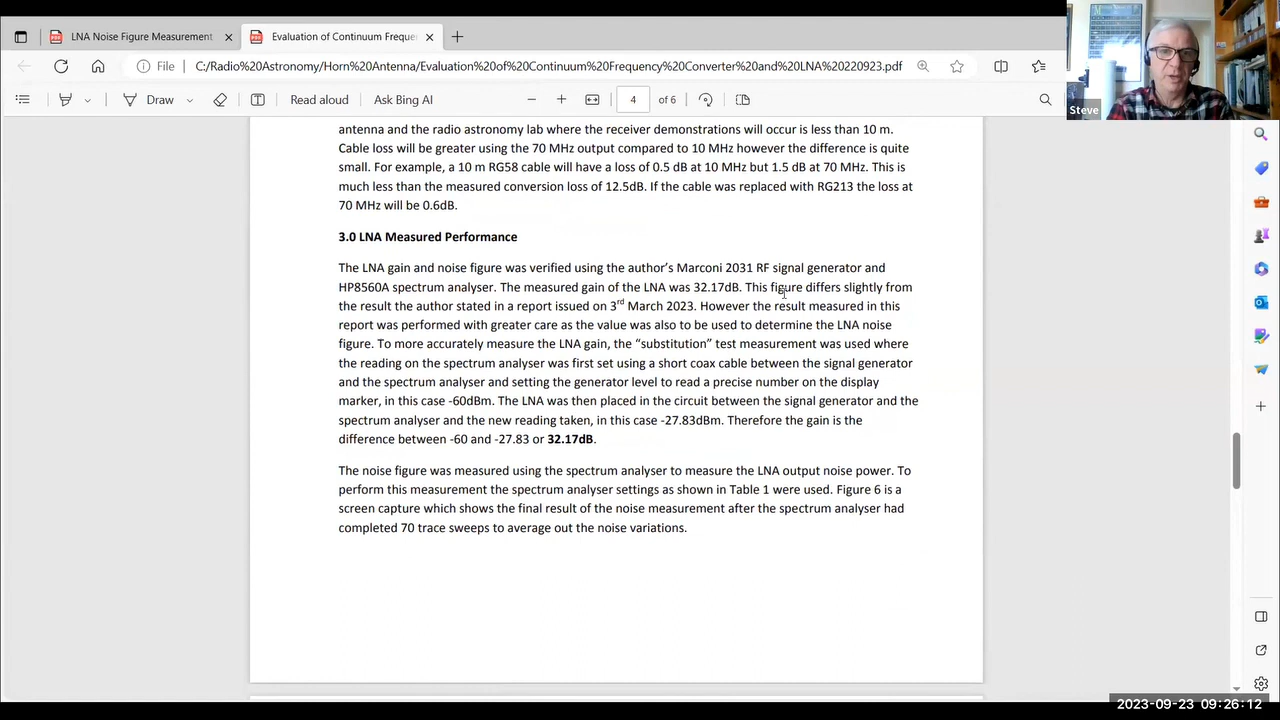 LNA Noise Figure Measurement
Evaluation of Continuum Freque
File
C:/Radio%20Astronomy/Horn%20Antenna/Evaluation%20of%20Continuum%20Frequency%20Converter%20and%20LNA%20220923.pdf
Draw
Read aloud
Ask Bing AI
4
of 6
Steve
antenna and the radio astronomy lab where the receiver demonstrations will occur is less than 10 m.
Cable loss will be greater using the 70 MHz output compared to 10 MHz however the difference is quite
small. For example, a 10 m RG58 cable will have a loss of 0.5 dB at 10 MHz but 1.5 dB at 70 MHz. This is
much less than the measured conversion loss of 12.5dB. If the cable was replaced with RG213 the loss at
70 MHz will be 0.6dB.
3.0 LNA Measured Performance
The LNA gain and noise figure was verified using the author's Marconi 2031 RF signal generator and
HP8560A spectrum analyser. The measured gain of the LNA was 32.17dB. This figure differs slightly from
the result the author stated in a report issued on 3rd March 2023. However the result measured in this
report was performed with greater care as the value was also to be used to determine the LNA noise
figure. To more accurately measure the LNA gain, the “substitution” test measurement was used where
the reading on the spectrum analyser was first set using a short coax cable between the signal generator
and the spectrum analyser and setting the generator level to read a precise number on the display
marker, in this case -60dBm. The LNA was then placed in the circuit between the signal generator and the
spectrum analyser and the new reading taken, in this case -27.83dBm. Therefore the gain is the
difference between -60 and -27.83 or 32.17dB.
The noise figure was measured using the spectrum analyser to measure the LNA output noise power. To
perform this measurement the spectrum analyser settings as shown in Table 1 were used. Figure 6 is a
screen capture which shows the final result of the noise measurement after the spectrum analyser had
completed 70 trace sweeps to average out the noise variations.
2023-09-23 09:26:12